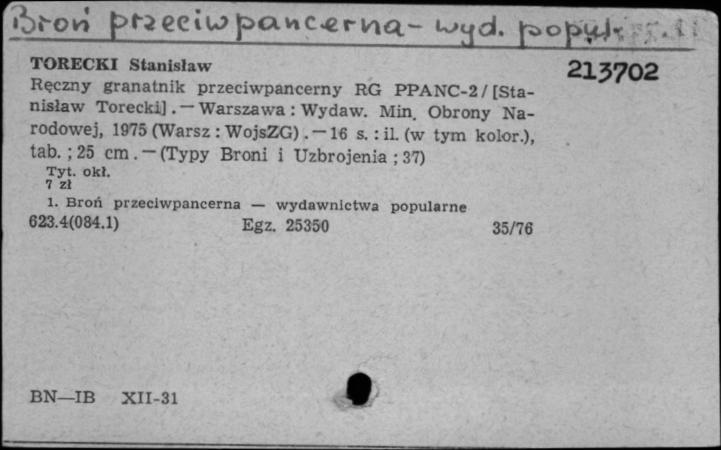 Broń przeciwpancerna - wyd. popul.
TORECKI Stanisław
213702
Ręczny granatnik przeciwpancerny RG PPANC-2 / [Sta-
nisław Torecki]. — Warszawa : Wydaw. Min. Obrony Na-
rodowej, 1975 (Warsz : WojsZG). — 16 s. : il. (w tym kolor.),
tab. ; 25 cm. — (Typy Broni i Uzbrojenia ; 37)
Tyt. okł.
7 zł
1. Broń przeciwpancerna — wydawnictwa popularne
623.4(084.1) Egz. 25350 35/76
BN—IB XII-31